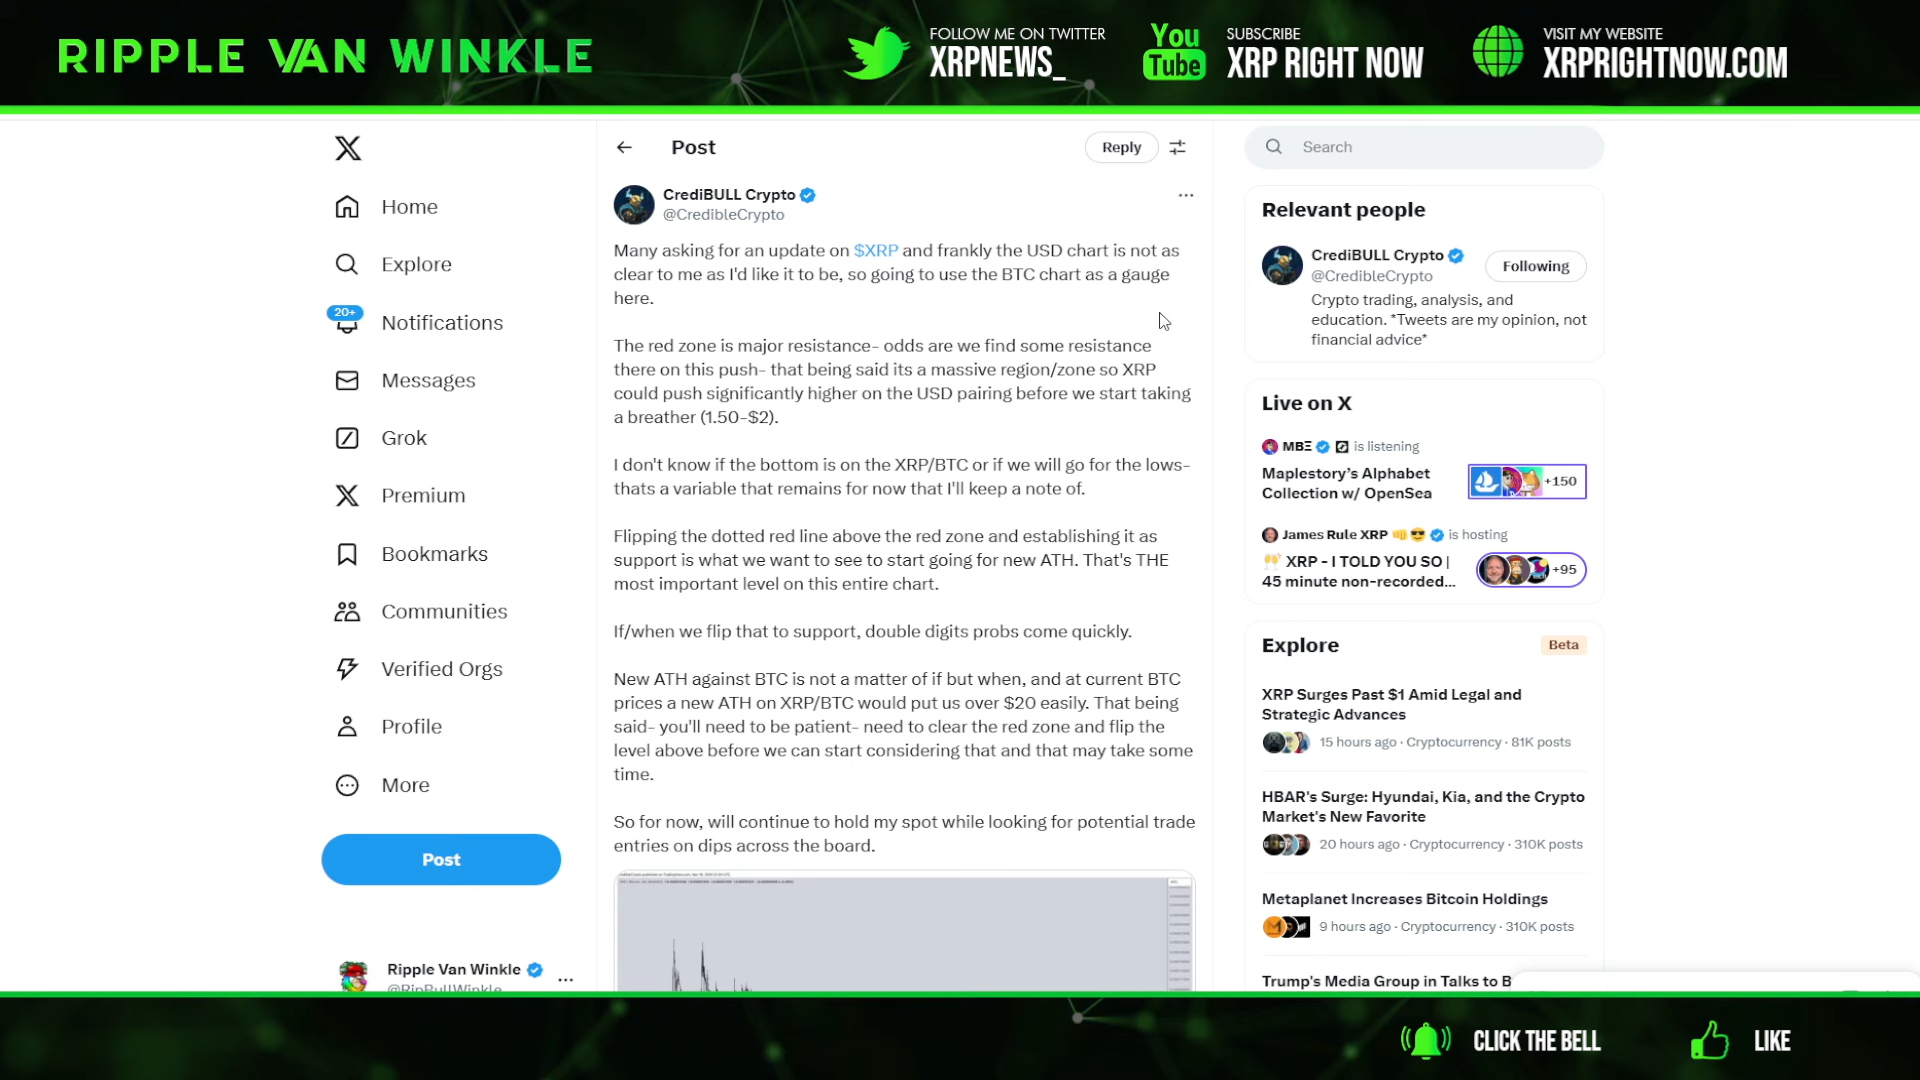 RIPPLE VAN WINKLE
FOLLOW ME ON TWITTER
XRPNEWS_
You
Tube
SUBSCRIBE
XRP RIGHT NOW
VISIT MY WEBSITE
XRPRIGHTNOW.COM
Home
Explore
20+
Notifications
Messages
Grok
Premium
Bookmarks
Communities
Verified Orgs
Profile
More
Post
Ripple Van Winkle
@RipBullWinkle
Post
Reply
CrediBULL Crypto
@CredibleCrypto
Many asking for an update on $XRP and frankly the USD chart is not as
clear to me as I'd like it to be, so going to use the BTC chart as a gauge
here.
The red zone is major resistance- odds are we find some resistance
there on this push- that being said its a massive region/zone so XRP
could push significantly higher on the USD pairing before we start taking
a breather (1.50-$2).
I don't know if the bottom is on the XRP/BTC or if we will go for the lows-
thats a variable that remains for now that I'll keep a note of.
Flipping the dotted red line above the red zone and establishing it as
support is what we want to see to start going for new ATH. That's THE
most important level on this entire chart.
If/when we flip that to support, double digits probs come quickly.
New ATH against BTC is not a matter of if but when, and at current BTC
prices a new ATH on XRP/BTC would put us over $20 easily. That being
said- you'll need to be patient- need to clear the red zone and flip the
level above before we can start considering that and that may take some
time.
So for now, will continue to hold my spot while looking for potential trade
entries on dips across the board.
Search
Relevant people
CrediBULL Crypto
@CredibleCrypto
Following
Crypto trading, analysis, and
education. *Tweets are my opinion, not
financial advice*
Live on X
MBΞ is listening
Maplestory's Alphabet
Collection w/ OpenSea
+150
James Rule XRP 👊 😎 is hosting
🥂 XRP - I TOLD YOU SO |
45 minute non-recorded...
+95
Explore
Beta
XRP Surges Past $1 Amid Legal and
Strategic Advances
15 hours ago · Cryptocurrency · 81K posts
HBAR's Surge: Hyundai, Kia, and the Crypto
Market's New Favorite
20 hours ago · Cryptocurrency · 310K posts
Metaplanet Increases Bitcoin Holdings
9 hours ago · Cryptocurrency · 310K posts
Trump's Media Group in Talks to B
CLICK THE BELL
LIKE